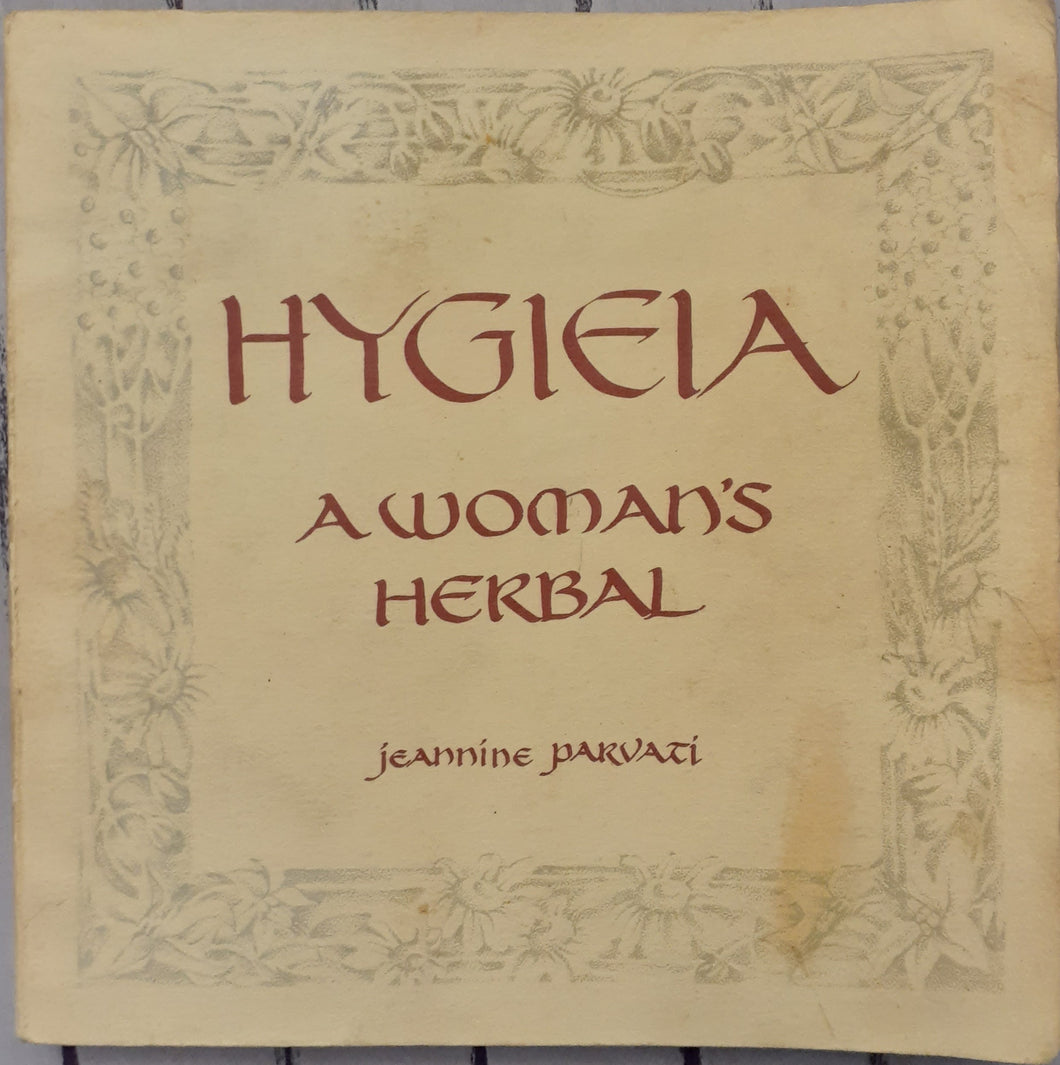 HYGIEIA
A WOMAN'S
HERBAL
jeannine parvati